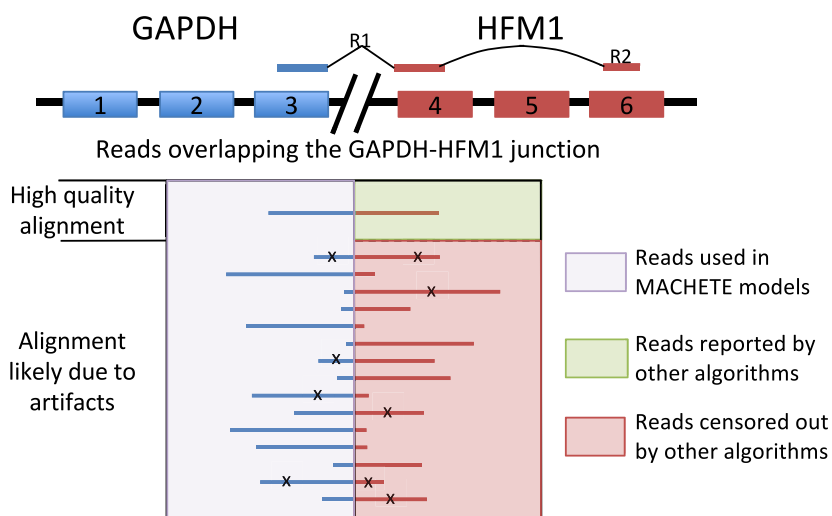 GAPDH
HFM1
R1
R2
1 2 3 4 5 6
Reads overlapping the GAPDH-HFM1 junction
High quality
alignment
x x
x
x
x
x
x x
x
Alignment
likely due to
artifacts
Reads used in
MACHETE models
Reads reported by
other algorithms
Reads censored out
by other algorithms